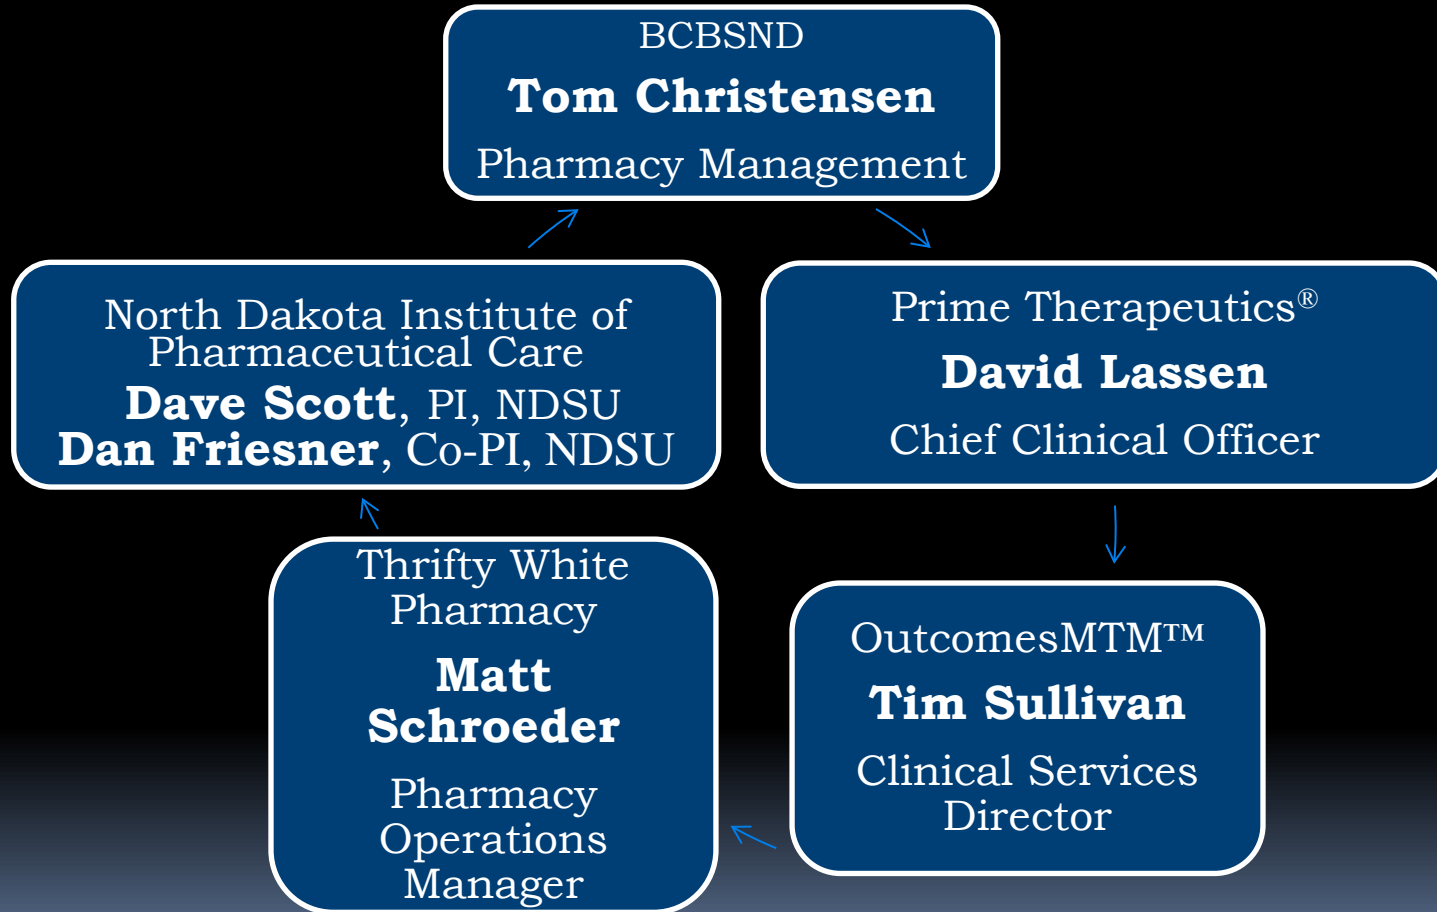 BCBSND
Tom Christensen
Pharmacy Management
North Dakota Institute of
Pharmaceutical Care
Dave Scott, PI, NDSU
Dan Friesner, Co-PI, NDSU
Prime Therapeutics®
David Lassen
Chief Clinical Officer
Thrifty White
Pharmacy
Matt
Schroeder
Pharmacy
Operations
Manager
OutcomesMTM™
Tim Sullivan
Clinical Services
Director